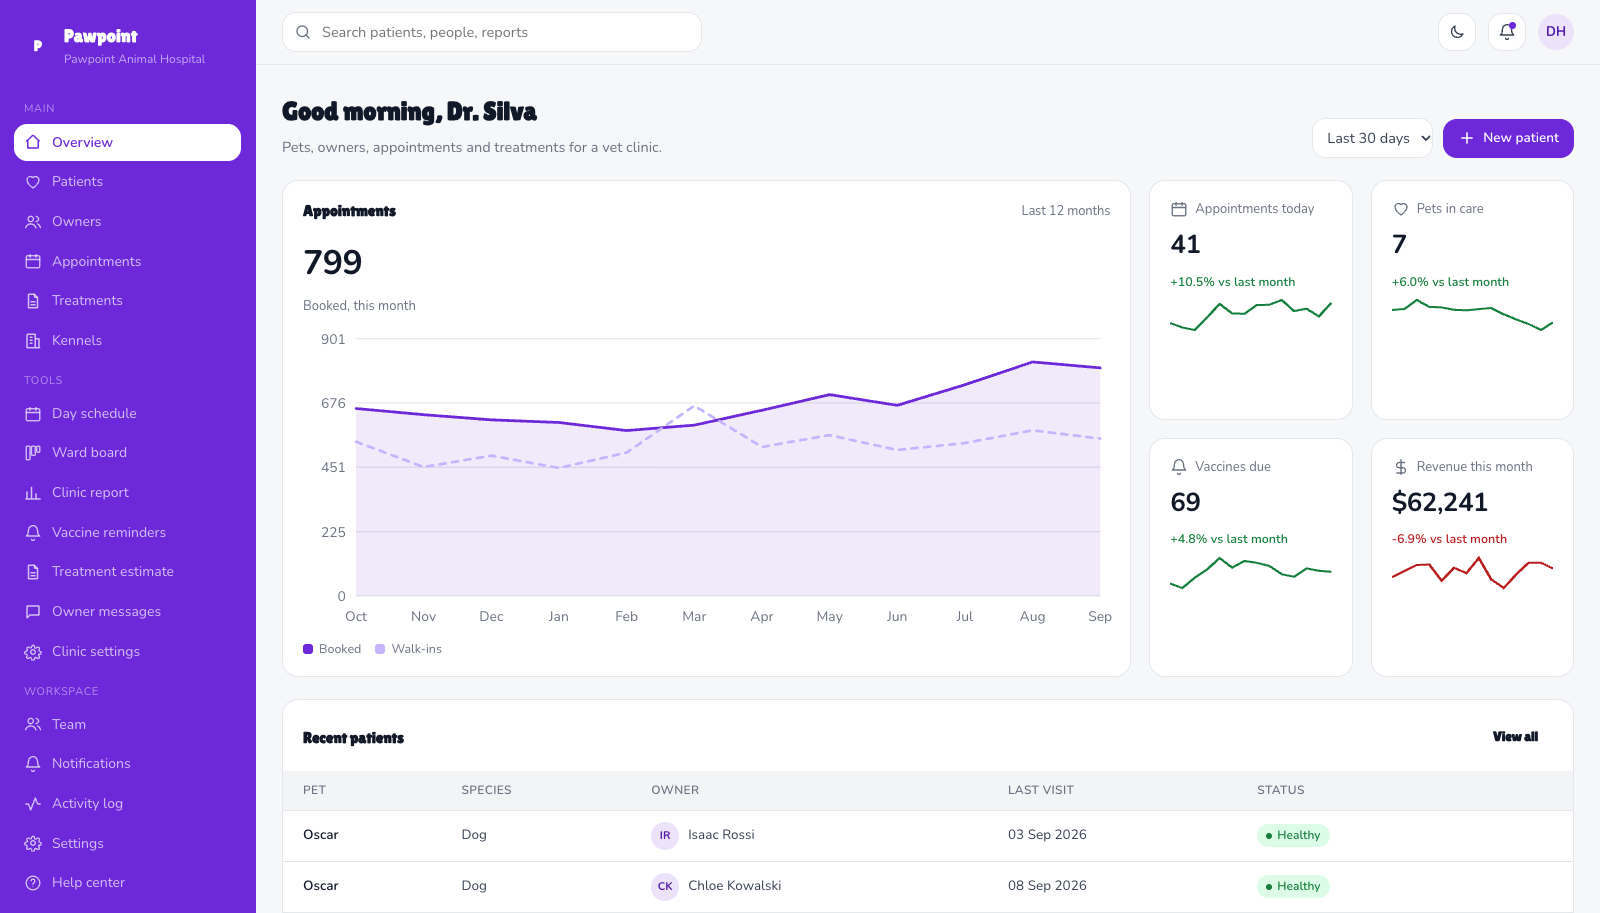 P
Pawpoint
Pawpoint Animal Hospital
MAIN
Overview
Patients
Owners
Appointments
Treatments
Kennels
TOOLS
Day schedule
Ward board
Clinic report
Vaccine reminders
Treatment estimate
Owner messages
Clinic settings
WORKSPACE
Team
Notifications
Activity log
Settings
Help center
Search patients, people, reports
DH
Good morning, Dr. Silva
Pets, owners, appointments and treatments for a vet clinic.
Last 30 days
New patient
Appointments
Last 12 months
799
Booked, this month
901
676
451
225
0
Oct Nov Dec Jan Feb Mar Apr May Jun Jul Aug Sep
Booked Walk-ins
Appointments today
41
+10.5% vs last month
Pets in care
7
+6.0% vs last month
Vaccines due
69
+4.8% vs last month
Revenue this month
$62,241
-6.9% vs last month
Recent patients
View all
PET SPECIES OWNER LAST VISIT STATUS
Oscar Dog IR Isaac Rossi 03 Sep 2026 Healthy
Oscar Dog CK Chloe Kowalski 08 Sep 2026 Healthy